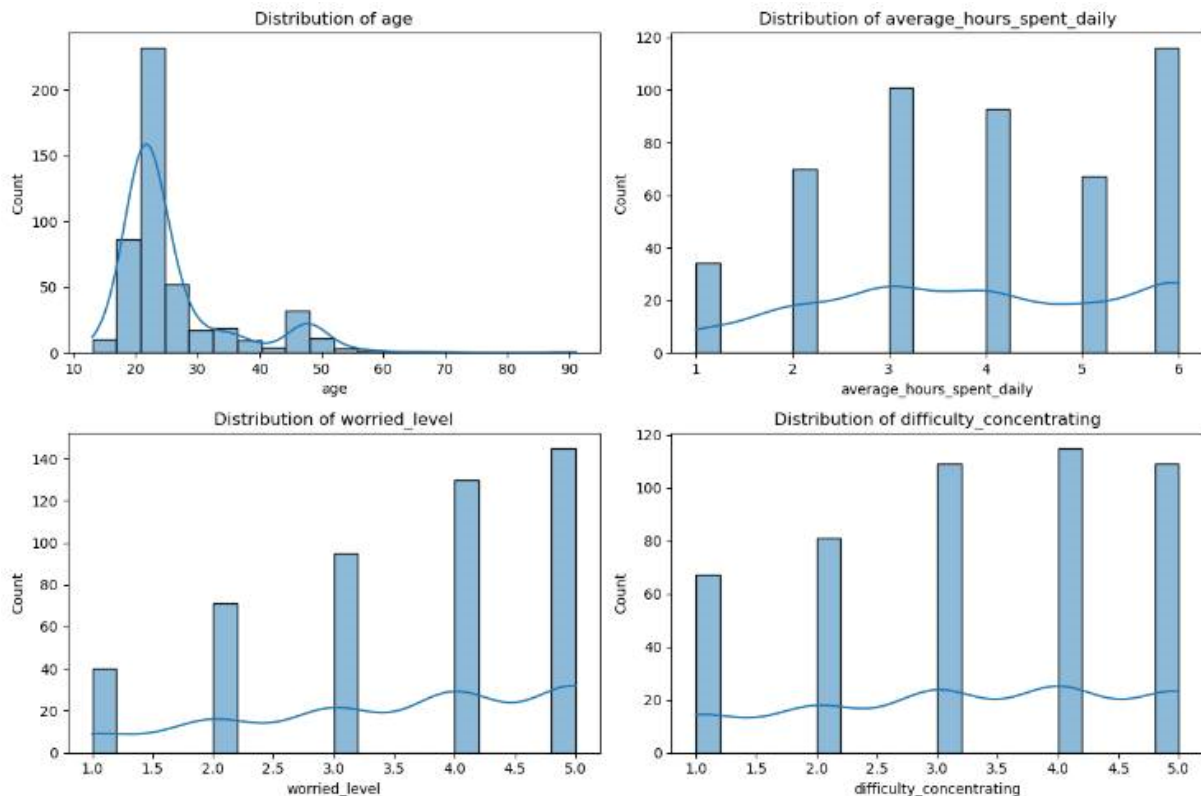 Distribution of age
Distribution of average_hours_spent_daily
200
150
100
50
0
Count
10 20 30 40 50 60 70 80 90
age
120
100
80
60
40
20
0
Count
1 2 3 4 5 6
average_hours_spent_daily
Distribution of worried_level
Distribution of difficulty_concentrating
140
120
100
80
60
40
20
0
Count
1.0 1.5 2.0 2.5 3.0 3.5 4.0 4.5 5.0
worried_level
120
100
80
60
40
20
0
Count
1.0 1.5 2.0 2.5 3.0 3.5 4.0 4.5 5.0
difficulty_concentrating